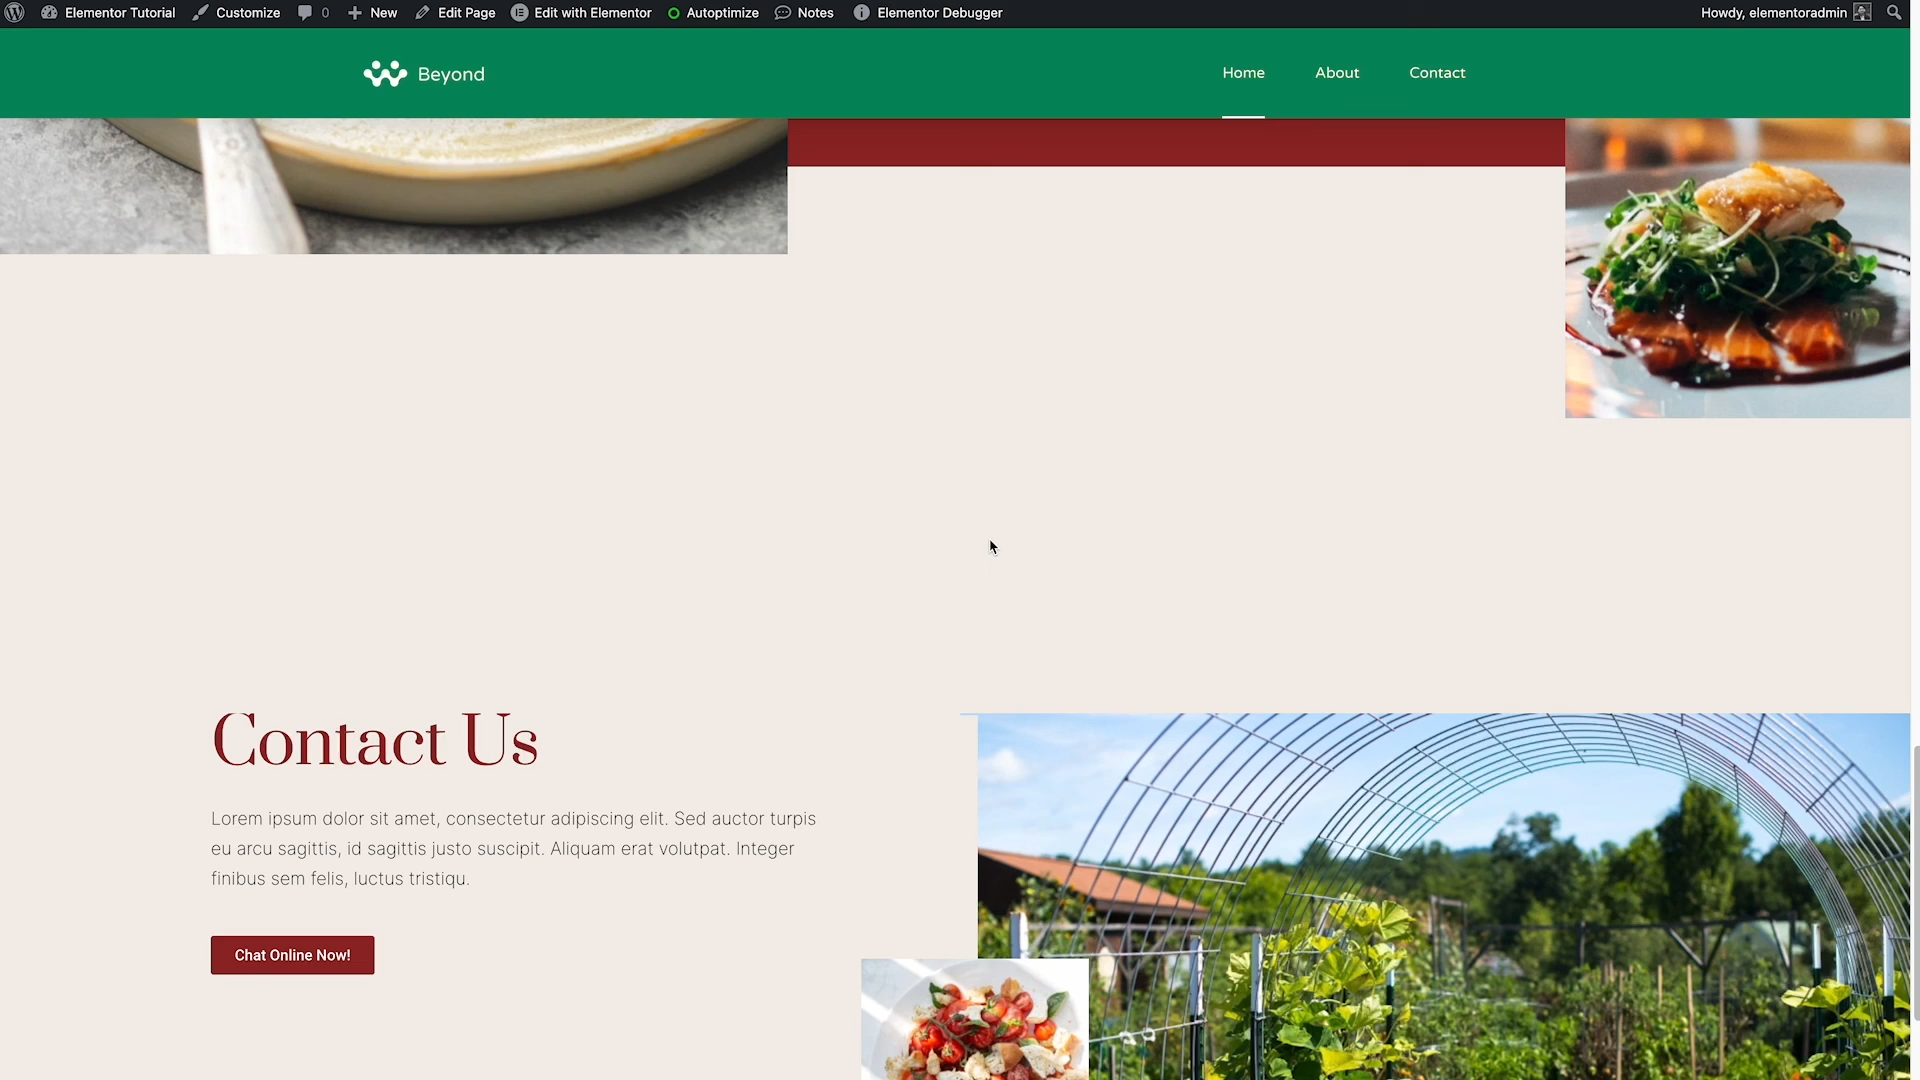 Elementor Tutorial Customize 0 New Edit Page Edit with Elementor Autoptimize Notes Elementor Debugger Howdy, elementoradmin
Beyond Home About Contact
Contact Us
Lorem ipsum dolor sit amet, consectetur adipiscing elit. Sed auctor turpis
eu arcu sagittis, id sagittis justo suscipit. Aliquam erat volutpat. Integer
finibus sem felis, luctus tristiqu.
Chat Online Now!